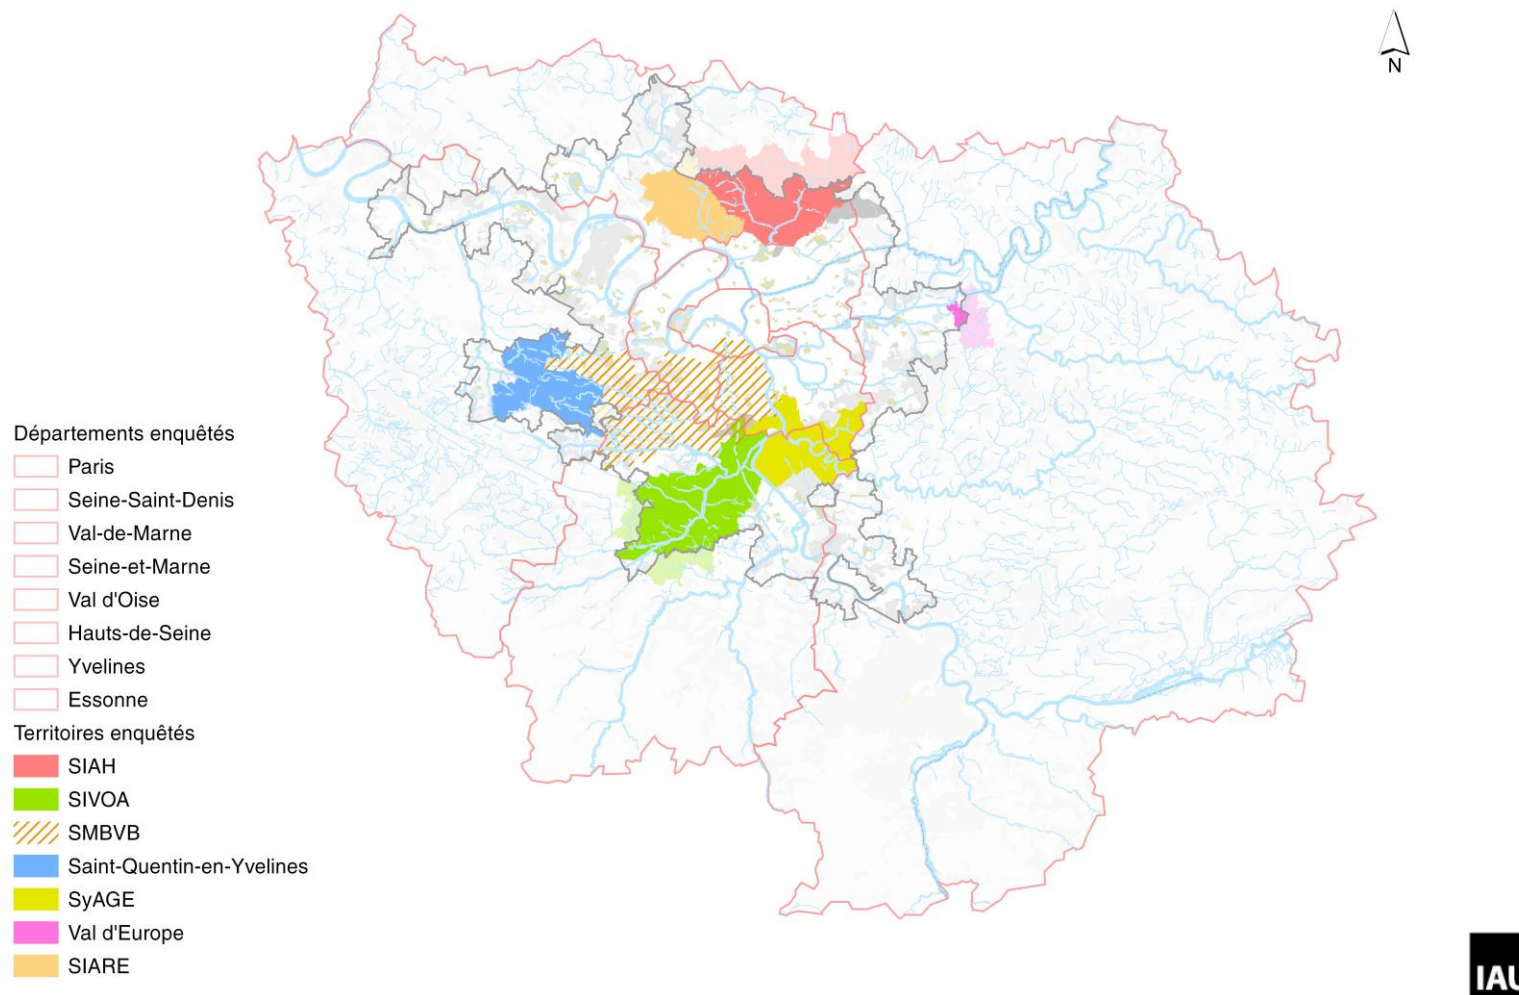 N
Départements enquêtés
Paris
Seine-Saint-Denis
Val-de-Marne
Seine-et-Marne
Val d'Oise
Hauts-de-Seine
Yvelines
Essonne
Territoires enquêtés
SIAH
SIVOA
SMBVB
Saint-Quentin-en-Yvelines
SyAGE
Val d'Europe
SIARE
IAU